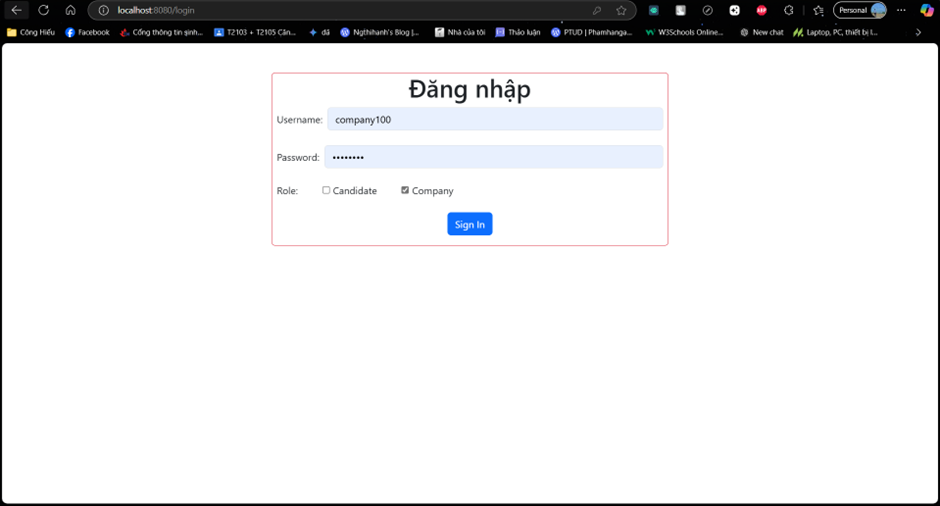 localhost:8080/login
Personal
Công Hiếu Facebook Cổng thông tin sinh... T2103 + T2105 Căn... đã Ngthihanh's Blog |... Nhà của tôi Thảo luận PTUD | Phamhanga... W3Schools Online... New chat Laptop, PC, thiết bị l...
Đăng nhập
Username: company100
Password: ••••••••
Role: Candidate Company
Sign In